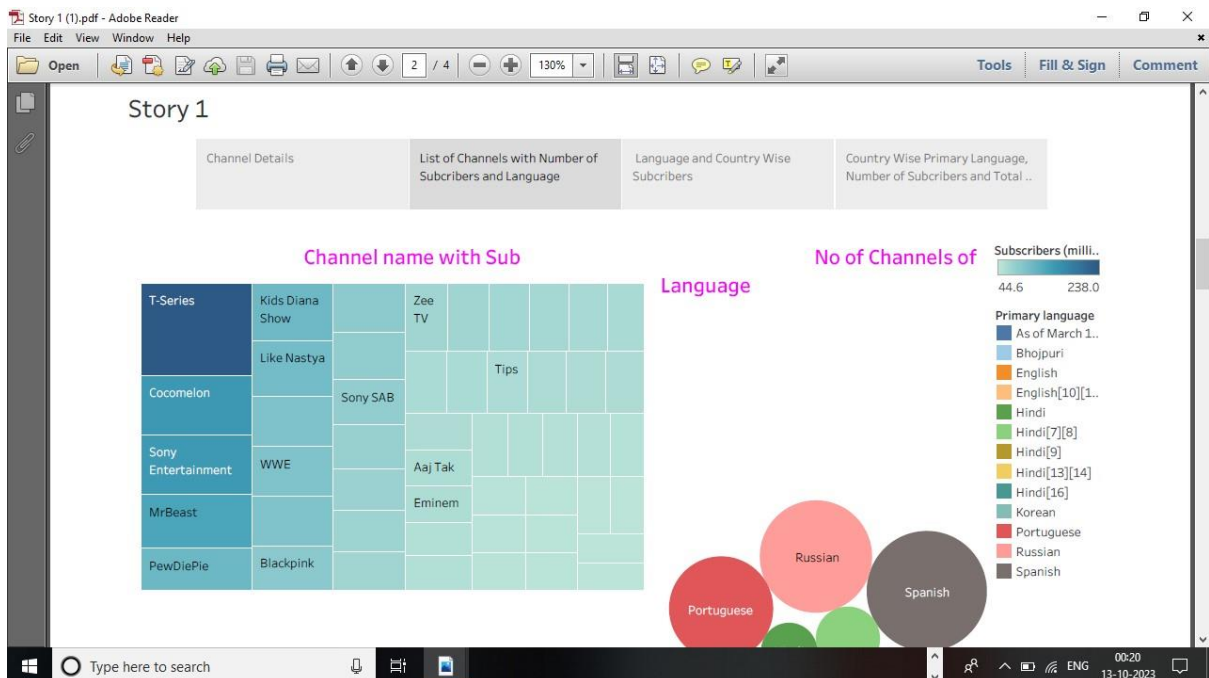 Story 1 (1).pdf - Adobe Reader
File Edit View Window Help
Open
2 / 4
130%
Tools Fill & Sign Comment
Story 1
Channel Details
List of Channels with Number of
Subcribers and Language
Language and Country Wise
Subcribers
Country Wise Primary Language,
Number of Subcribers and Total ..
Channel name with Sub
T-Series
Cocomelon
Sony
Entertainment
MrBeast
PewDiePie
Kids Diana
Show
Like Nastya
WWE
Blackpink
Sony SAB
Zee
TV
Tips
Aaj Tak
Eminem
No of Channels of
Language
Portuguese
Russian
Spanish
Subscribers (milli..
44.6 238.0
Primary language
As of March 1..
Bhojpuri
English
English[10][1..
Hindi
Hindi[7][8]
Hindi[9]
Hindi[13][14]
Hindi[16]
Korean
Portuguese
Russian
Spanish
Type here to search
ENG
00:20
13-10-2023